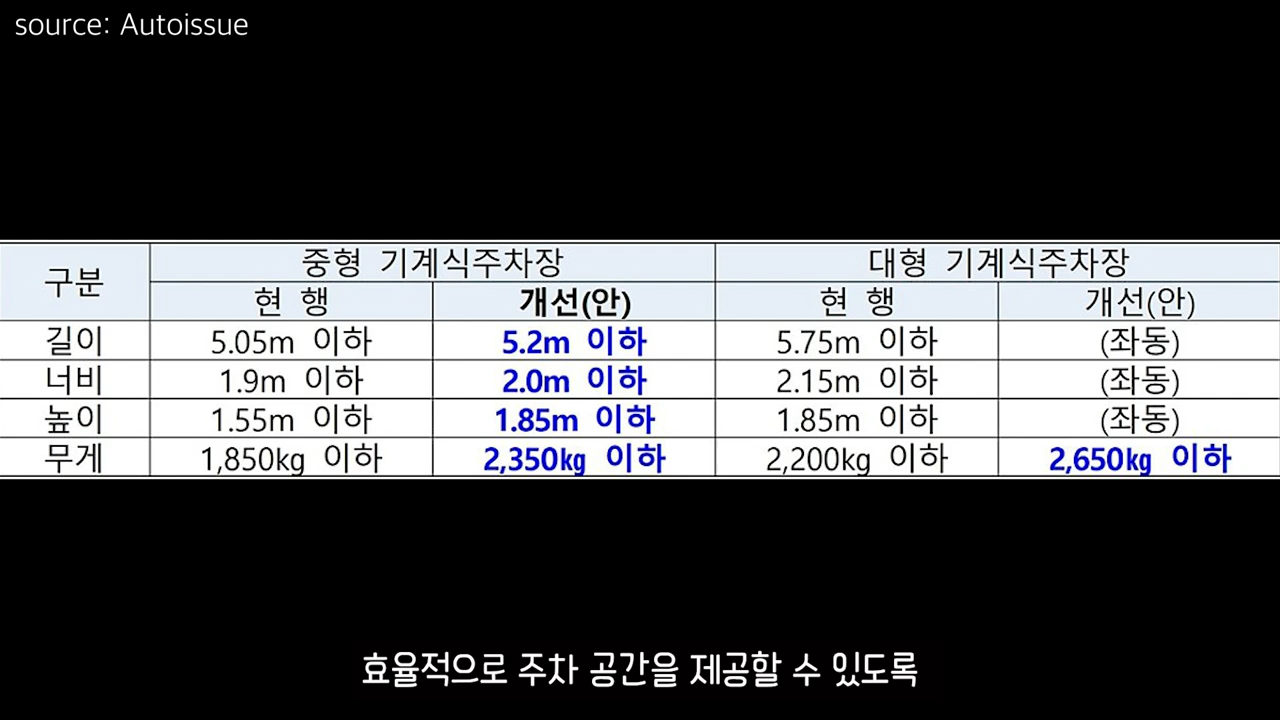 source: Autoissue
구분 중형 기계식주차장 대형 기계식주차장
현 행 개선(안) 현 행 개선(안)
길이 5.05m 이하 5.2m 이하 5.75m 이하 (좌동)
너비 1.9m 이하 2.0m 이하 2.15m 이하 (좌동)
높이 1.55m 이하 1.85m 이하 1.85m 이하 (좌동)
무게 1,850kg 이하 2,350㎏ 이하 2,200kg 이하 2,650㎏ 이하
효율적으로 주차 공간을 제공할 수 있도록